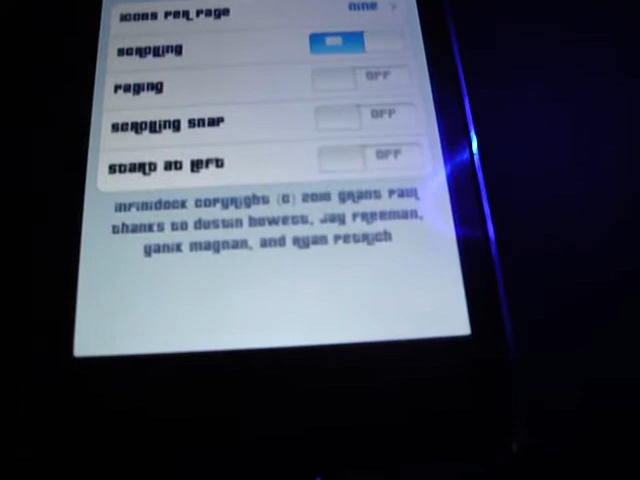 icons per page nine >
scrolling
paging OFF
scrolling snap OFF
start at left OFF
infinidock copyright (c) 2010 grant paul
thanks to dustin howett, jay freeman,
yanik magnan, and ryan petrich